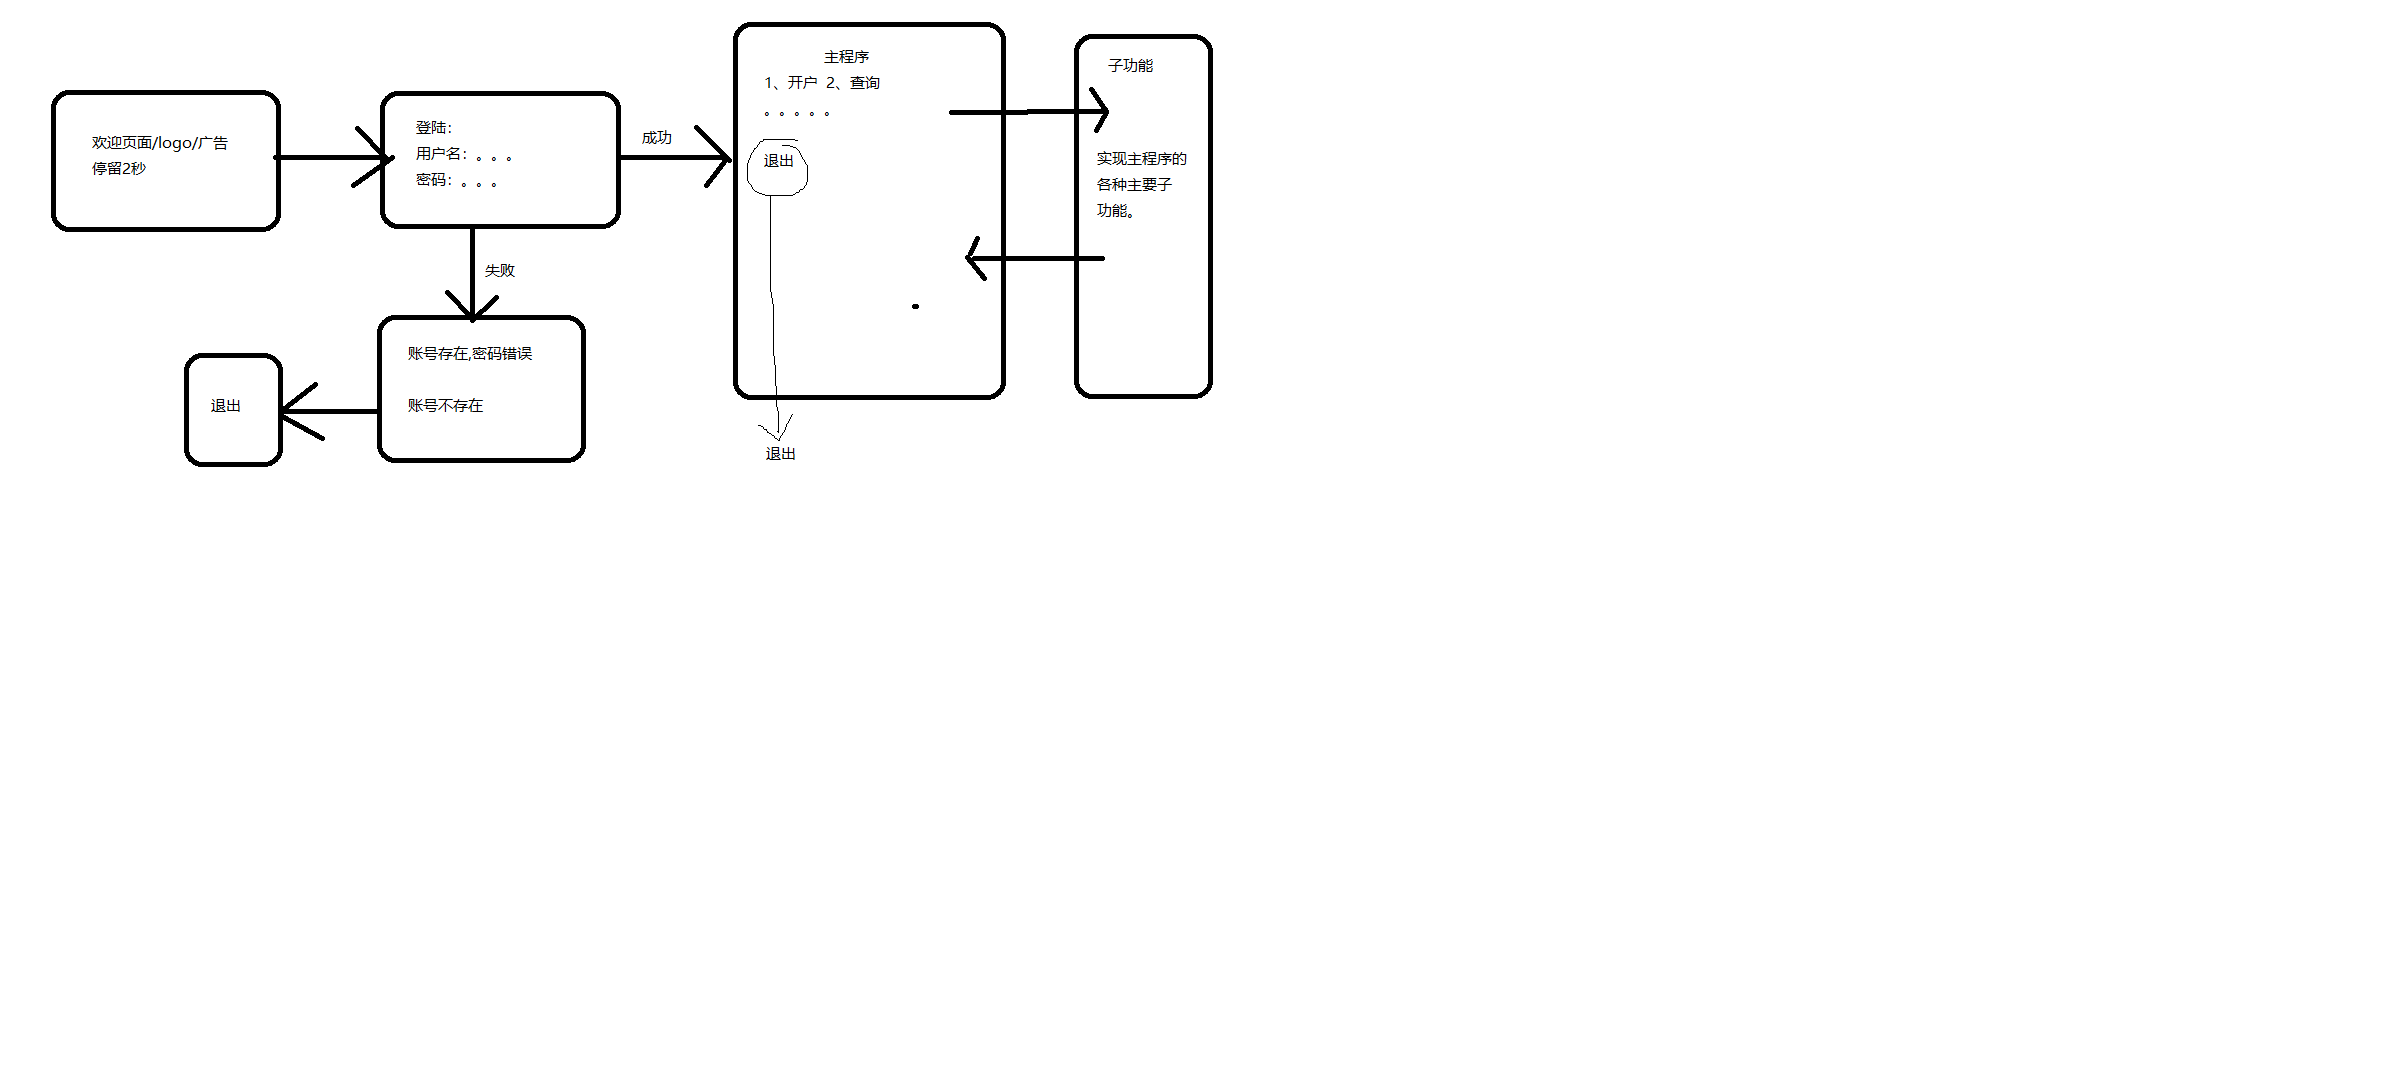 欢迎页面/logo/广告
停留2秒
登陆：
用户名：。。。
密码：。。。
成功
失败
账号存在,密码错误
账号不存在
退出
主程序
1、开户 2、查询
。。。。。
退出
退出
子功能
实现主程序的
各种主要子
功能。